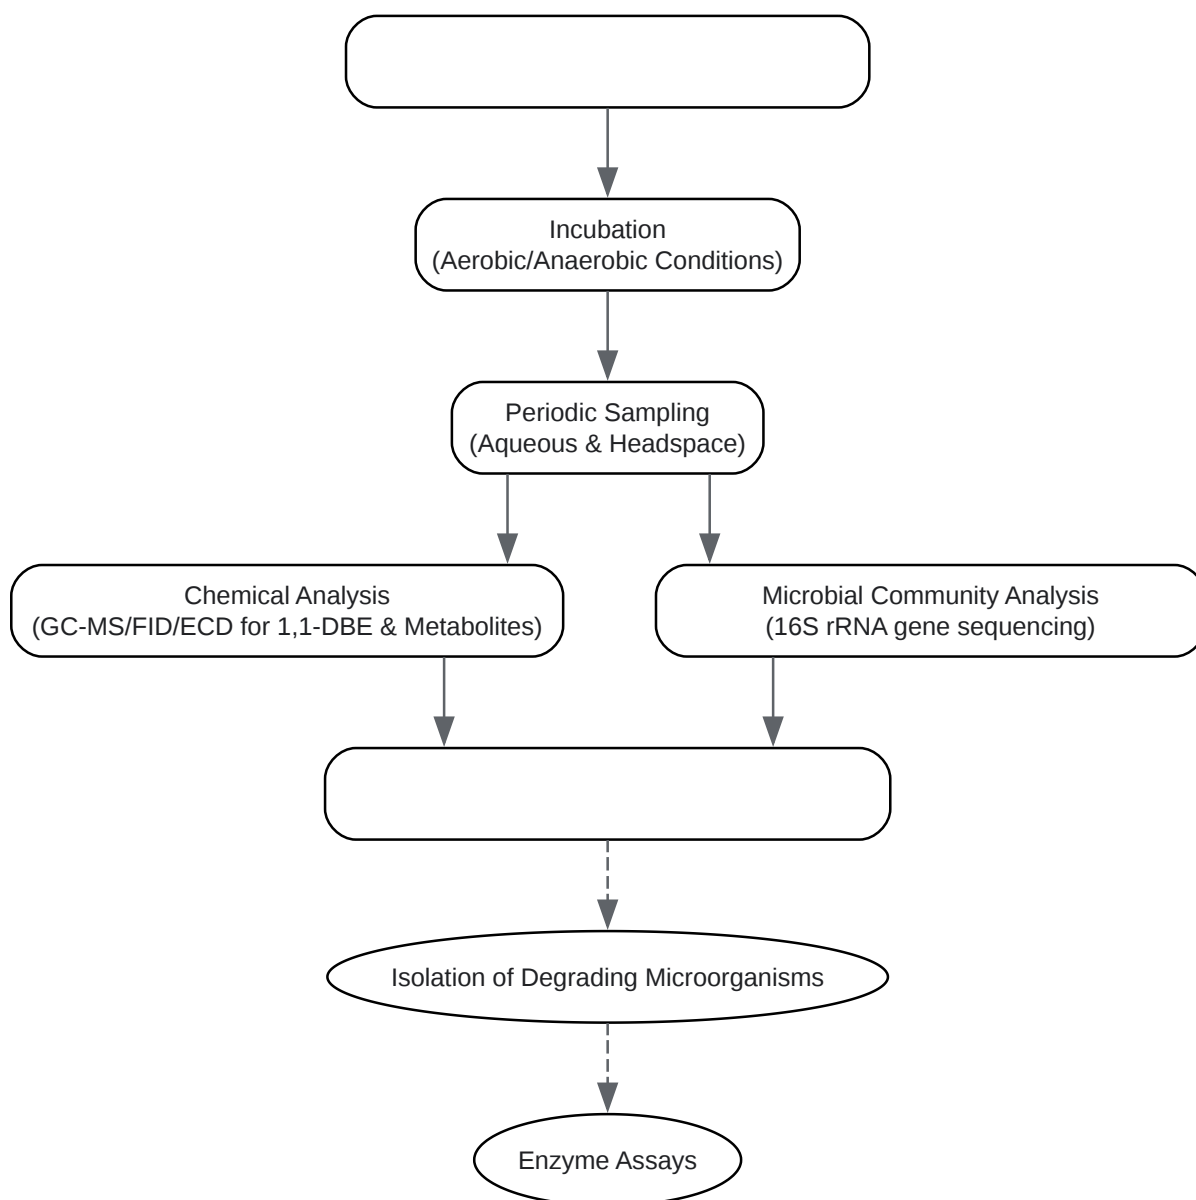 Incubation
(Aerobic/Anaerobic Conditions)
Periodic Sampling
(Aqueous & Headspace)
Chemical Analysis
(GC-MS/FID/ECD for 1,1-DBE & Metabolites)
Microbial Community Analysis
(16S rRNA gene sequencing)
Isolation of Degrading Microorganisms
Enzyme Assays